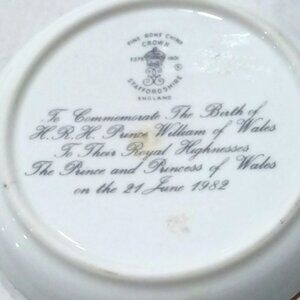 FINE BONE CHINA
CROWN
ESTD 1801
STAFFORDSHIRE
ENGLAND
To Commemorate The Birth of
H.R.H. Prince William of Wales
To Their Royal Highnesses
The Prince and Princess of Wales
on the 21 June 1982